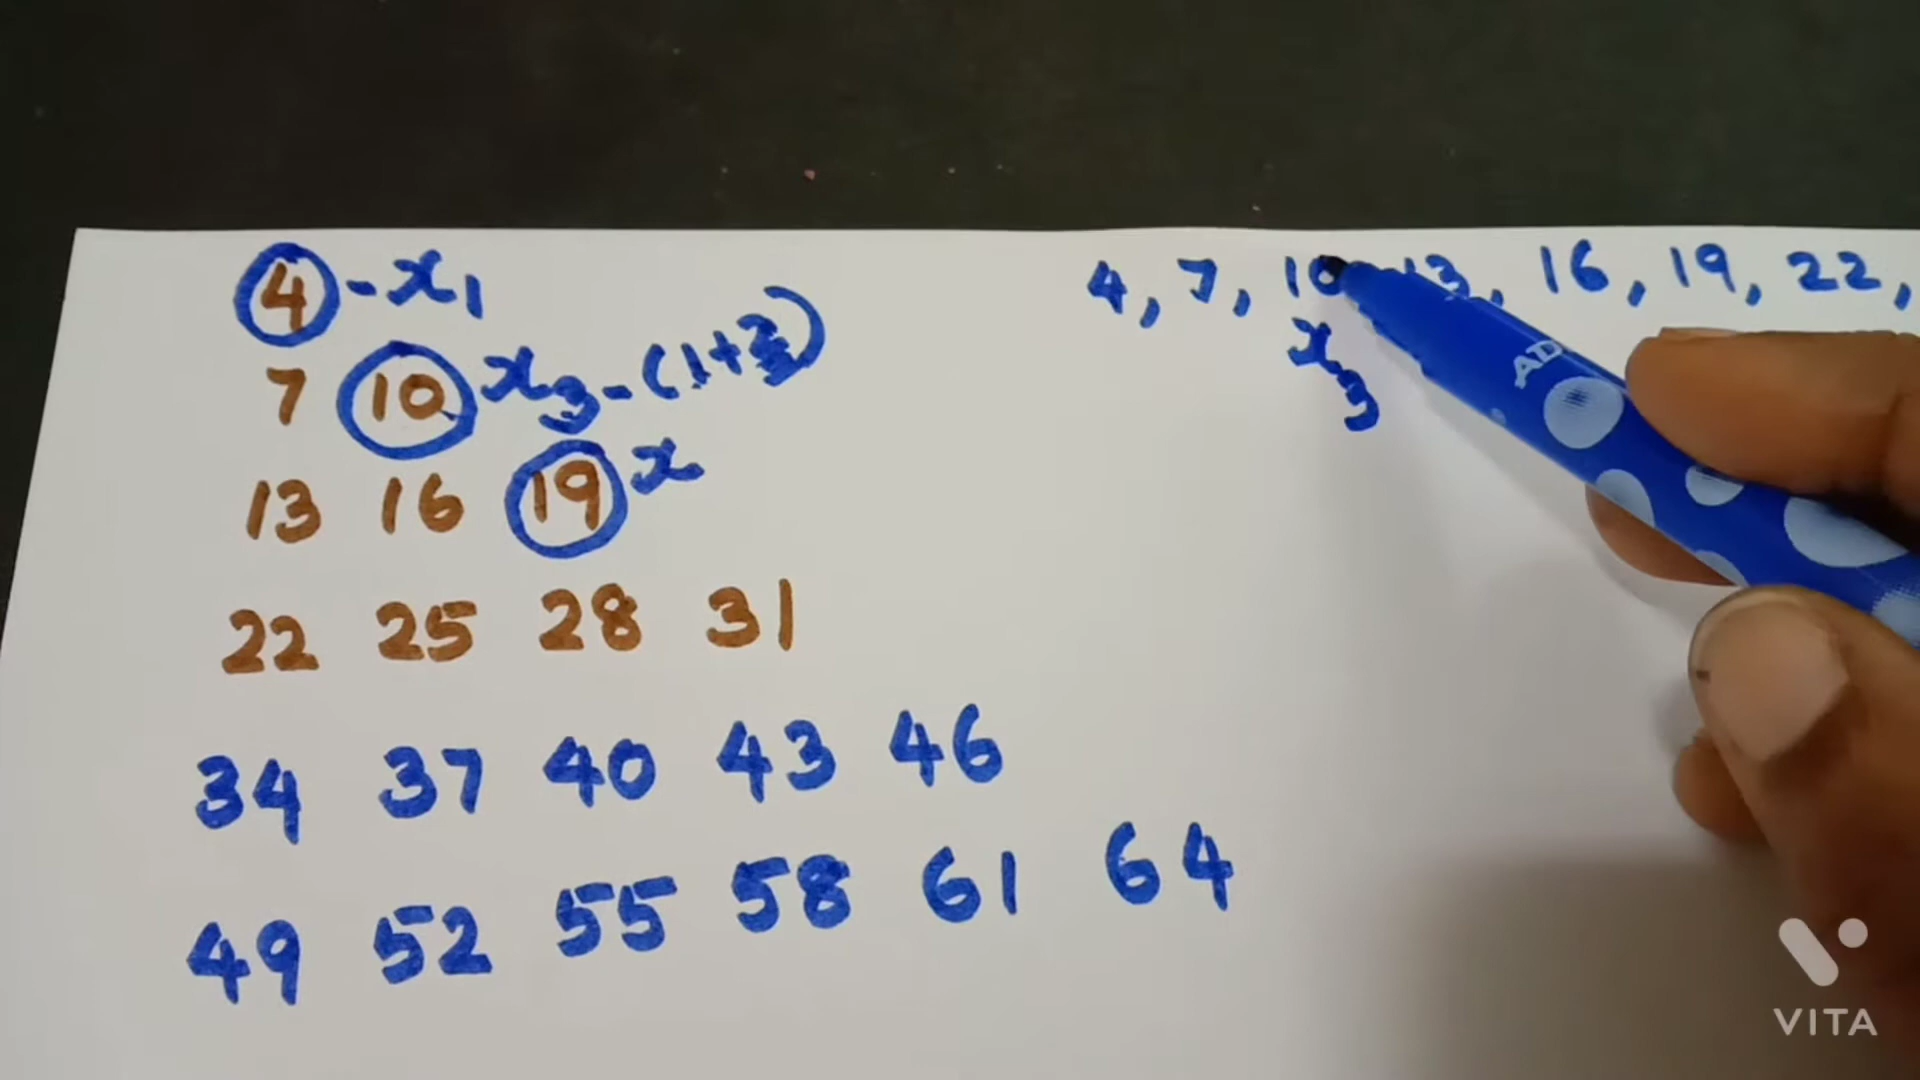 4 - x1
7 10 x3 - (1+2)
13 16 19 x
22 25 28 31
34 37 40 43 46
49 52 55 58 61 64
4, 7, 10, 13, 16, 19, 22,
x3
VITA